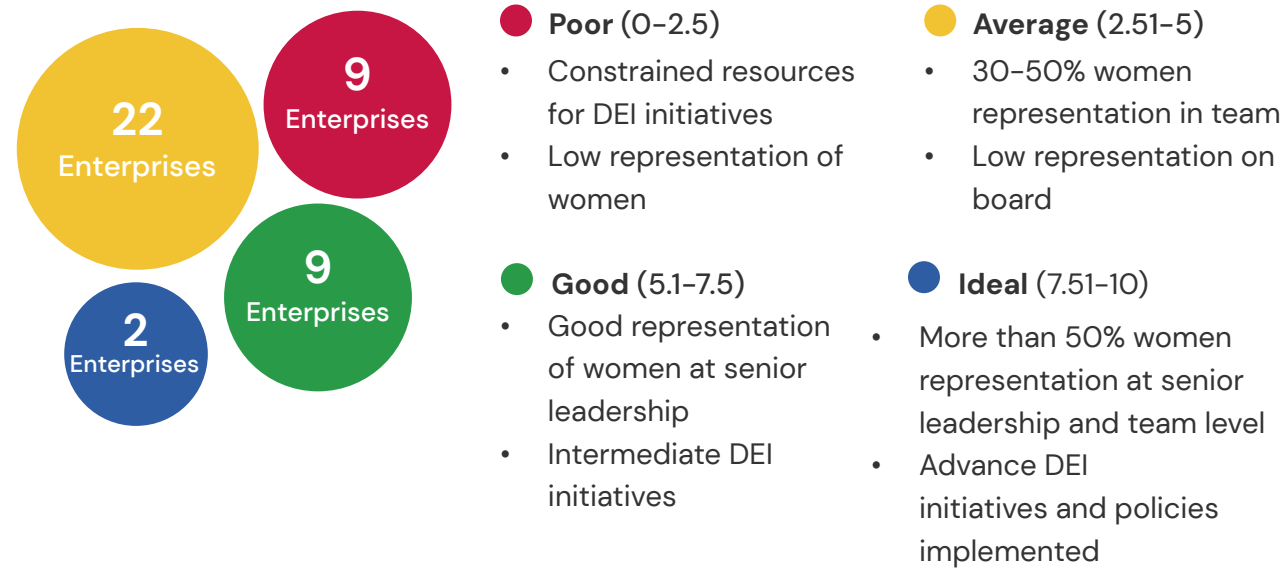 22
Enterprises
9
Enterprises
9
Enterprises
2
Enterprises
Poor (0-2.5)
• Constrained resources
for DEI initiatives
• Low representation of
women
Average (2.51-5)
• 30-50% women
representation in team
• Low representation on
board
Good (5.1-7.5)
• Good representation
of women at senior
leadership
• Intermediate DEI
initiatives
Ideal (7.51-10)
• More than 50% women
representation at senior
leadership and team level
• Advance DEI
initiatives and policies
implemented